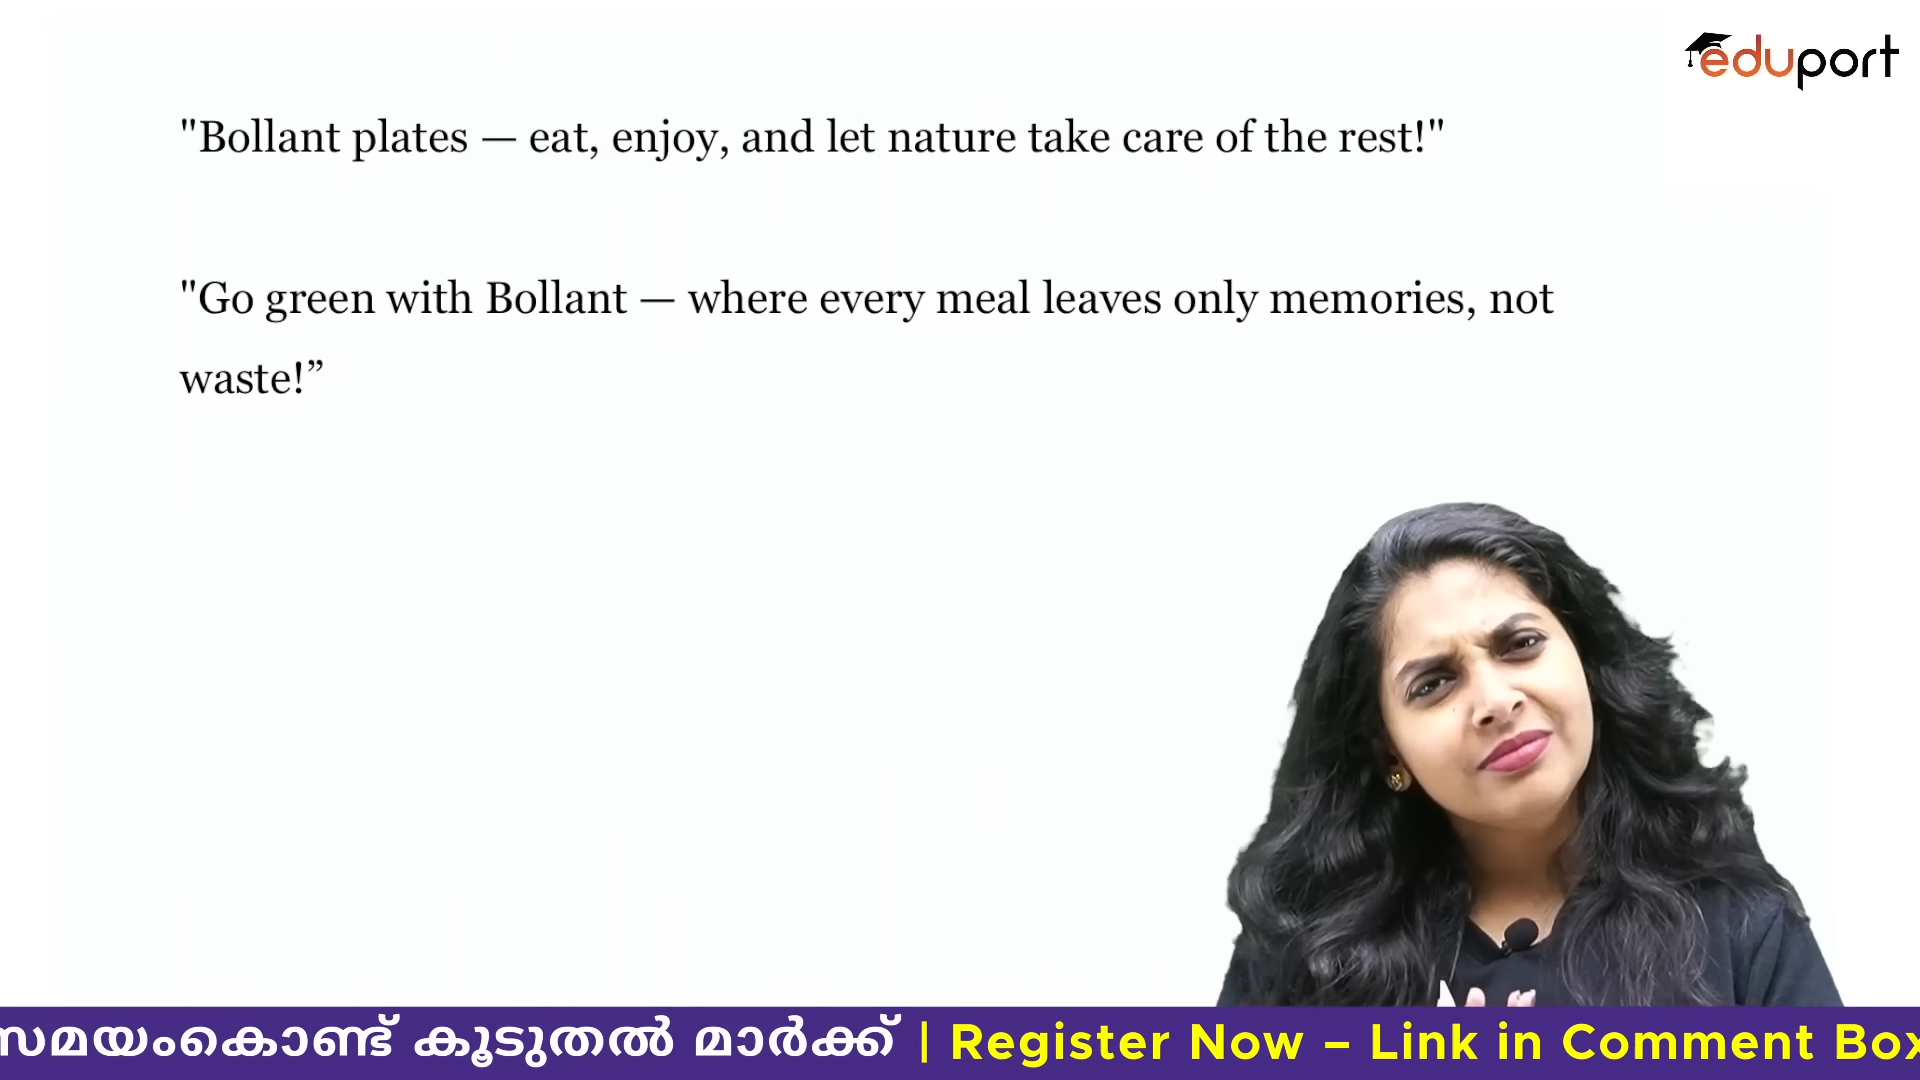 eduport
"Bollant plates — eat, enjoy, and let nature take care of the rest!"
"Go green with Bollant — where every meal leaves only memories, not
waste!”
സമയംകൊണ്ട് കൂടുതൽ മാർക്ക് | Register Now – Link in Comment Box